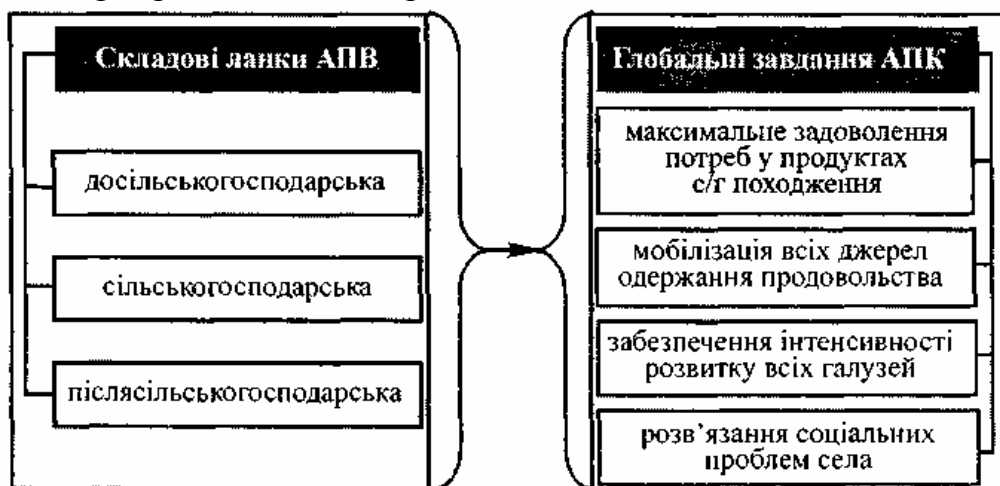 Складові ланки АПВ
досільськогосподарська
сільськогосподарська
післясільськогосподарська
Глобальні завдання АПК
максимальне задоволення
потреб у продуктах
с/г походження
мобілізація всіх джерел
одержання продовольства
забезпечення інтенсивності
розвитку всіх галузей
розв'язання соціальних
проблем села